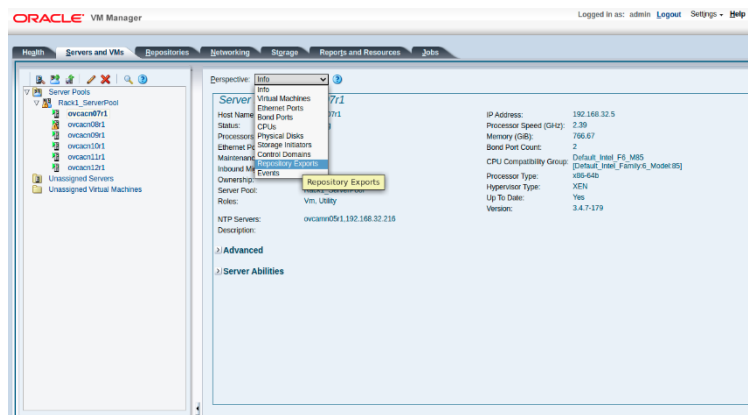 ORACLE VM Manager
Logged in as: admin Logout Settings Help
Health Servers and VMs Repositories Networking Storage Reports and Resources Jobs
Server Pools
Rack1_ServerPool
ovcacn07r1
ovcacn08r1
ovcacn09r1
ovcacn10r1
ovcacn11r1
ovcacn12r1
Unassigned Servers
Unassigned Virtual Machines
Perspective: Info
Info
Virtual Machines
Ethernet Ports
Bond Ports
CPUs
Physical Disks
Storage Initiators
Control Domains
Repository Exports
Events
Repository Exports
Server 7r1
Host Name 07r1
Status:
Processors
Ethernet Po
Maintenanc
Inbound Mi
Ownership:
Server Pool: Rack1_ServerPool
Roles: Vm, Utility
NTP Servers: ovcamn05r1,192.168.32.216
Description:
Advanced
Server Abilities
IP Address: 192.168.32.5
Processor Speed (GHz): 2.39
Memory (GiB): 766.67
Bond Port Count: 2
CPU Compatibility Group: Default_Intel_F6_M85
[Default_Intel_Family:6_Model:85]
Processor Type: x86-64b
Hypervisor Type: XEN
Up To Date: Yes
Version: 3.4.7-179